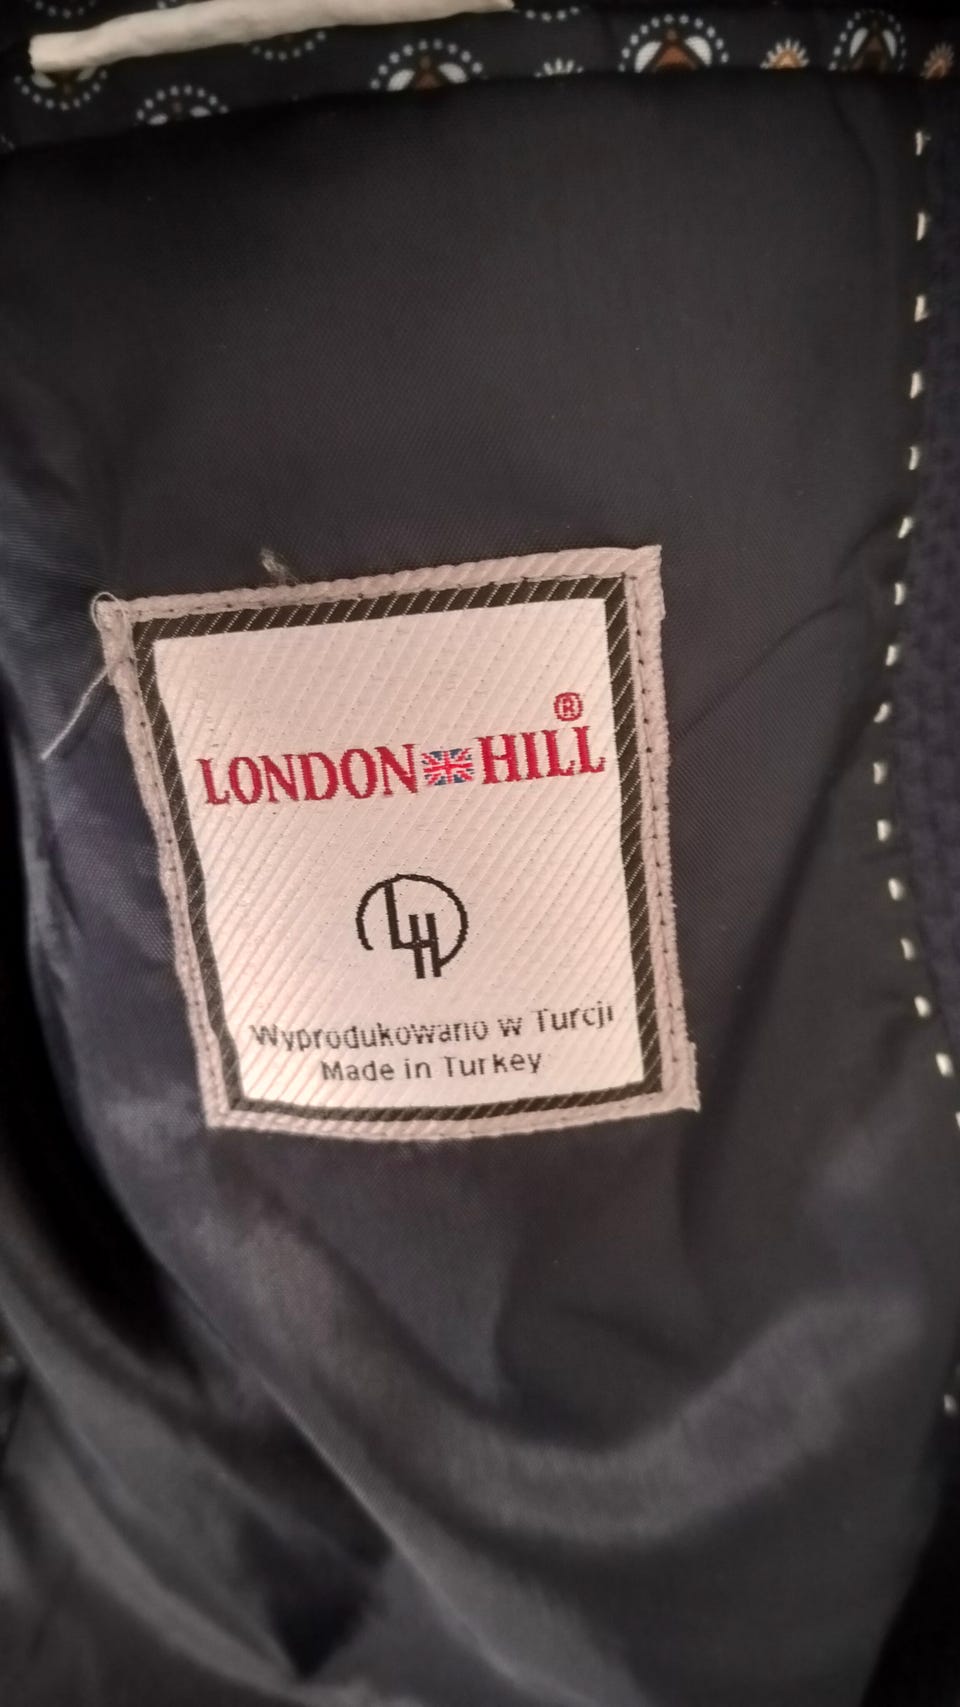 LONDON HILL®
LH
Wyprodukowano w Turcji
Made in Turkey